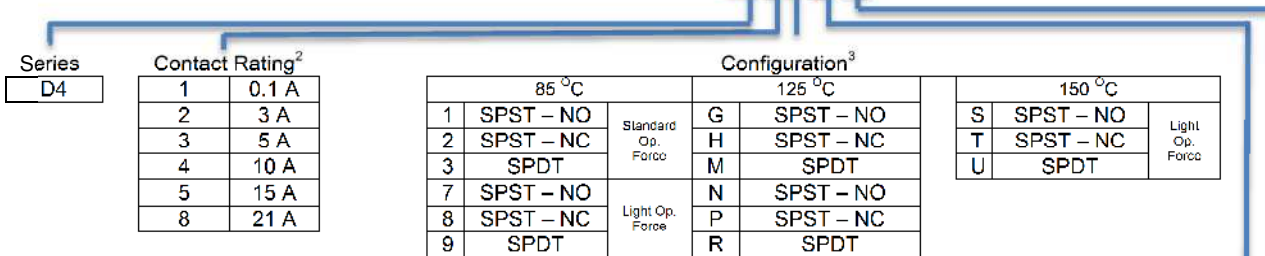 Series Contact Rating² Configuration³
D4 1 0.1 A 85 °C 125 °C 150 °C
2 3 A 1 SPST – NO Standard Op. Force G SPST – NO S SPST – NO Light Op. Force
3 5 A 2 SPST – NC H SPST – NC T SPST – NC
4 10 A 3 SPDT M SPDT U SPDT
5 15 A 7 SPST – NO Light Op. Force N SPST – NO
8 21 A 8 SPST – NC P SPST – NC
9 SPDT R SPDT